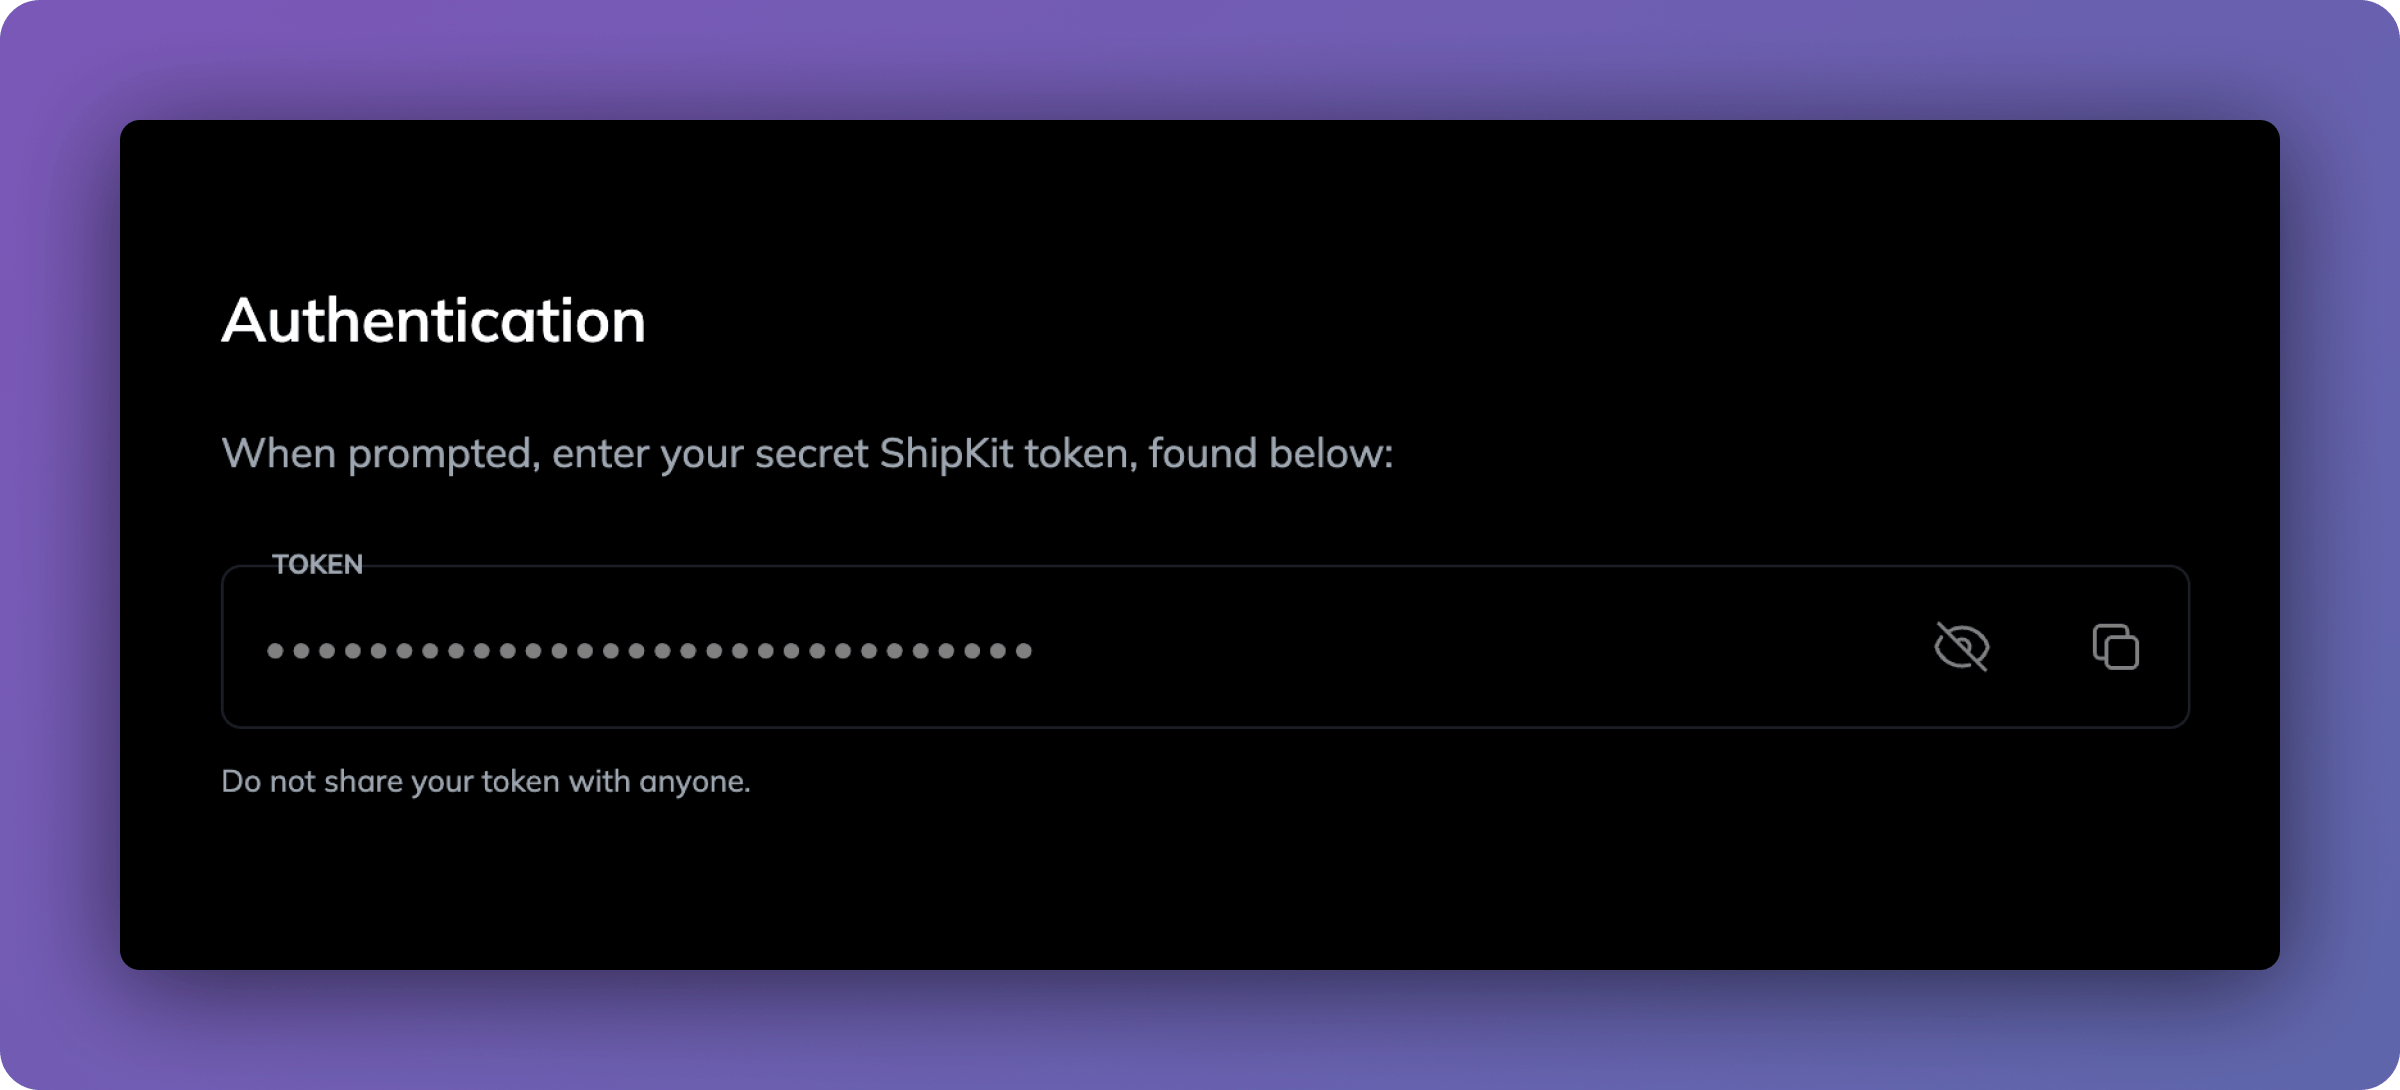 Authentication
When prompted, enter your secret ShipKit token, found below:
TOKEN
••••••••••••••••••••••••••••••
Do not share your token with anyone.